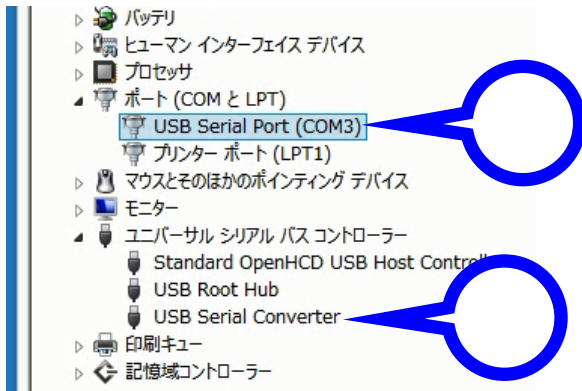 バッテリ
ヒューマン インターフェイス デバイス
プロセッサ
ポート (COM と LPT)
USB Serial Port (COM3)
プリンター ポート (LPT1)
マウスとそのほかのポインティング デバイス
モニター
ユニバーサル シリアル バス コントローラー
Standard OpenHCD USB Host Controll
USB Root Hub
USB Serial Converter
印刷キュー
記憶域コントローラー